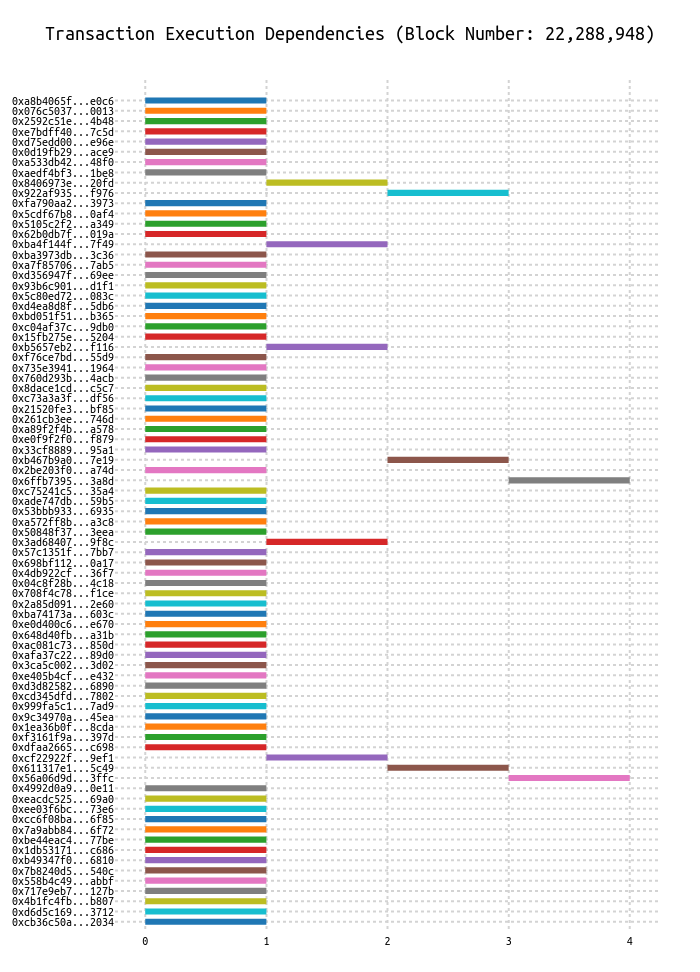 Transaction Execution Dependencies (Block Number: 22,288,948)
0xa8b4065f...e0c6
0x076c5037...0013
0x2592c51e...4b48
0xe7bdff40...7c5d
0xd75edd00...e96e
0x0d19fb29...ace9
0xa533db42...48f0
0xaedf4bf3...1be8
0x8406973e...20fd
0x922af935...f976
0xfa790aa2...3973
0x5cdf67b8...0af4
0x5105c2f2...a349
0x62b0db7f...019a
0xba4f144f...7f49
0xba3973db...3c36
0xa7f85706...7ab5
0xd356947f...69ee
0x93b6c901...d1f1
0x5c80ed72...083c
0xd4ea8d8f...5db6
0xbd051f51...b365
0xc04af37c...9db0
0x15fb275e...5204
0xb5657eb2...f116
0xf76ce7bd...55d9
0x735e3941...1964
0x760d293b...4acb
0x8dace1cd...c5c7
0xc73a3a3f...df56
0x21520fe3...bf85
0x261cb3ee...746d
0xa89f2f4b...a578
0xe0f9f2f0...f879
0x33cf8889...95a1
0xb467b9a0...7e19
0x2be203f0...a74d
0x6ffb7395...3a8d
0xc75241c5...35a4
0xade747db...59b5
0x53bbb933...6935
0xa572ff8b...a3c8
0x50848f37...3eea
0x3ad68407...9f8c
0x57c1351f...7bb7
0x698bf112...0a17
0x4db922cf...36f7
0x04c8f28b...4c18
0x708f4c78...f1ce
0x2a85d091...2e60
0xba74173a...603c
0xe0d400c6...e670
0x648d40fb...a31b
0xac081c73...850d
0xafa37c22...89d0
0x3ca5c002...3d02
0xe405b4cf...e432
0xd3d82582...6890
0xcd345dfd...7802
0x999fa5c1...7ad9
0x9c34970a...45ea
0x1ea36b0f...8cda
0xf3161f9a...397d
0xdfaa2665...c698
0xcf22922f...9ef1
0x611317e1...5c49
0x56a06d9d...3ffc
0x4992d0a9...0e11
0xeacdc525...69a0
0xee03f6bc...73e6
0xcc6f08ba...6f85
0x7a9abb84...6f72
0xbe44eac4...77be
0x1db53171...c686
0xb49347f0...6810
0x7b8240d5...540c
0x558b4c49...abbf
0x717e9eb7...127b
0x4b1fc4fb...b807
0xd6d5c169...3712
0xcb36c50a...2034
0 1 2 3 4